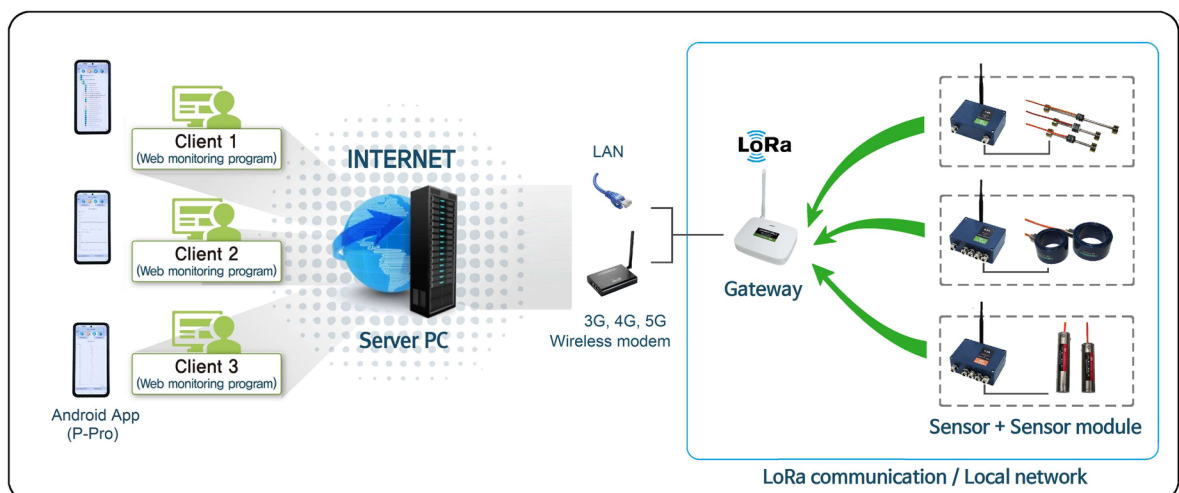 Client 1
(Web monitoring program)
Client 2
(Web monitoring program)
Client 3
(Web monitoring program)
Android App
(P-Pro)
INTERNET
Server PC
LAN
3G, 4G, 5G
Wireless modem
LoRa
Gateway
Sensor + Sensor module
LoRa communication / Local network